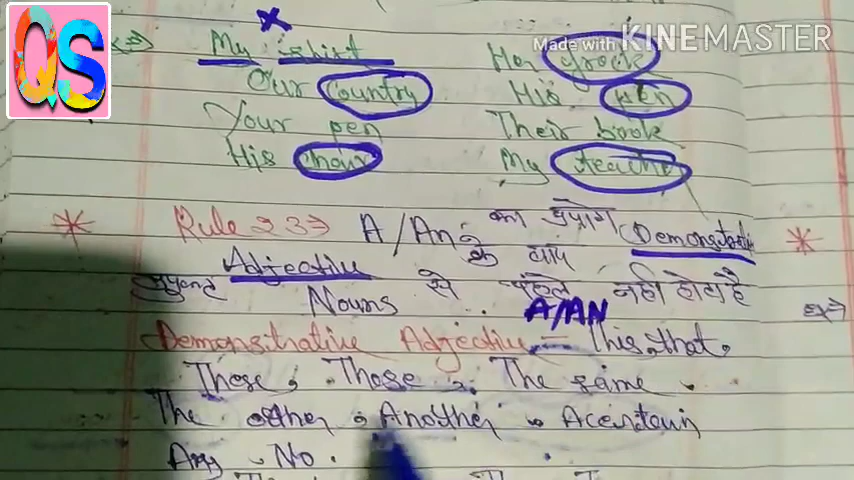 QS
Made with KINEMASTER
My shirt Her frock
Our Country His pen
Your pen Their book
His chair My teacher
Rule 23⇒ A/An का उपयोग Demonstrative
Adjective के साथ
प्रयुक्त Nouns से पहले नहीं होता है
A/AN
Demonstrative Adjective = This, that,
These, Those, The same,
The other, Another, A certain
Any, No.